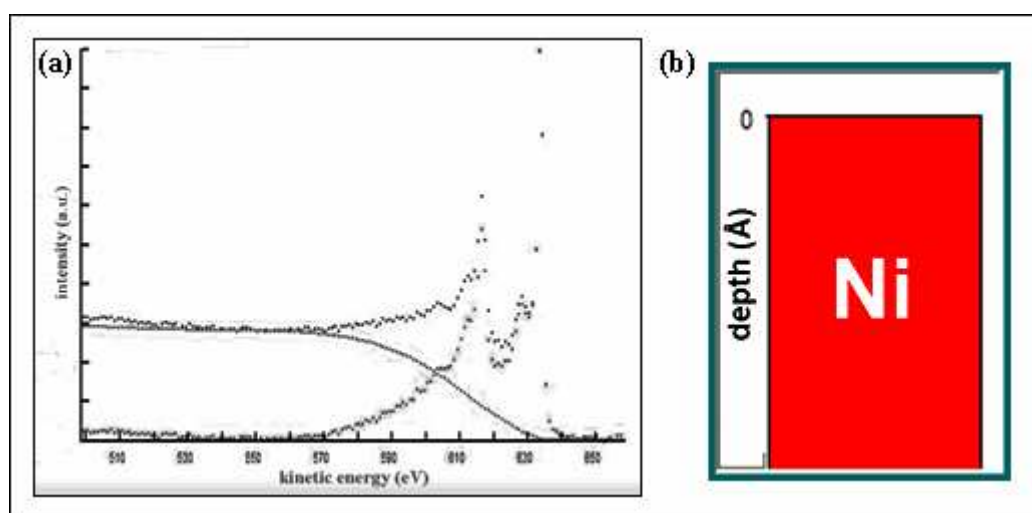 (a)
intensity (a.u.)
510 530 550 570 590 610 630 650
kinetic energy (eV)
(b)
0
depth (Å)
Ni